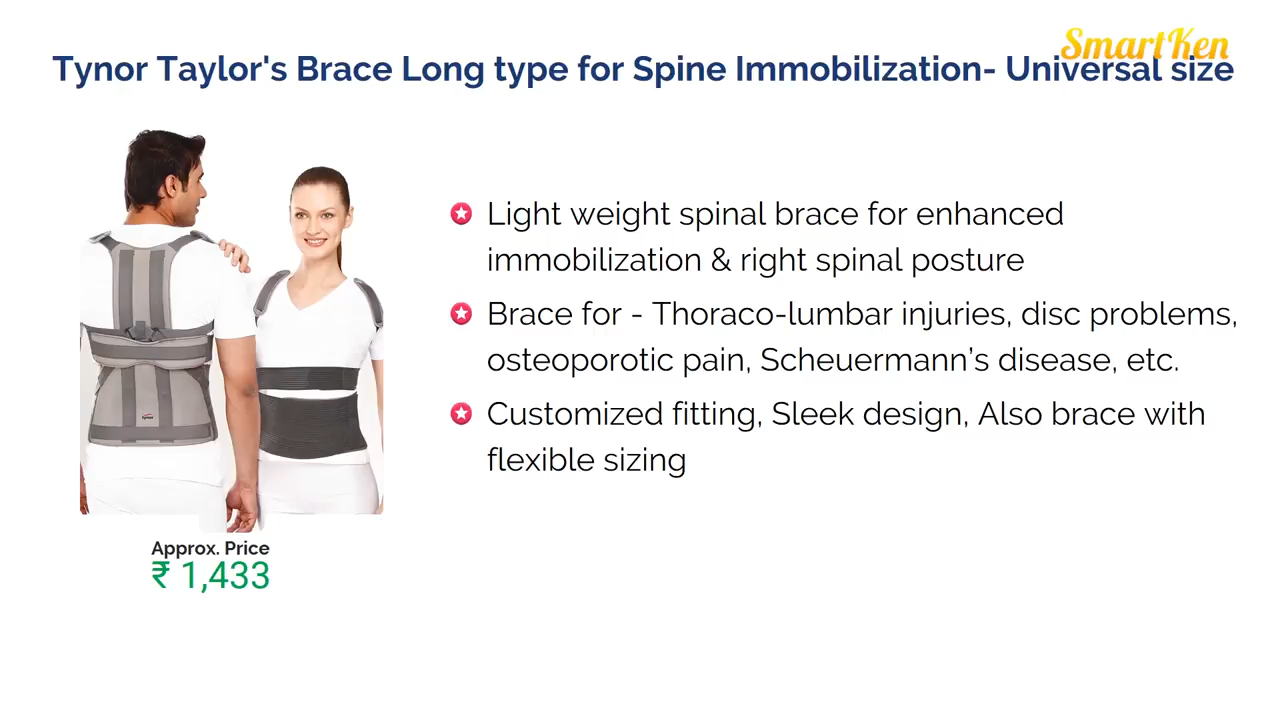 SmartKen
Tynor Taylor's Brace Long type for Spine Immobilization- Universal size
Light weight spinal brace for enhanced
immobilization & right spinal posture
Brace for - Thoraco-lumbar injuries, disc problems,
osteoporotic pain, Scheuermann’s disease, etc.
Customized fitting, Sleek design, Also brace with
flexible sizing
Tynor
Approx. Price
₹ 1,433